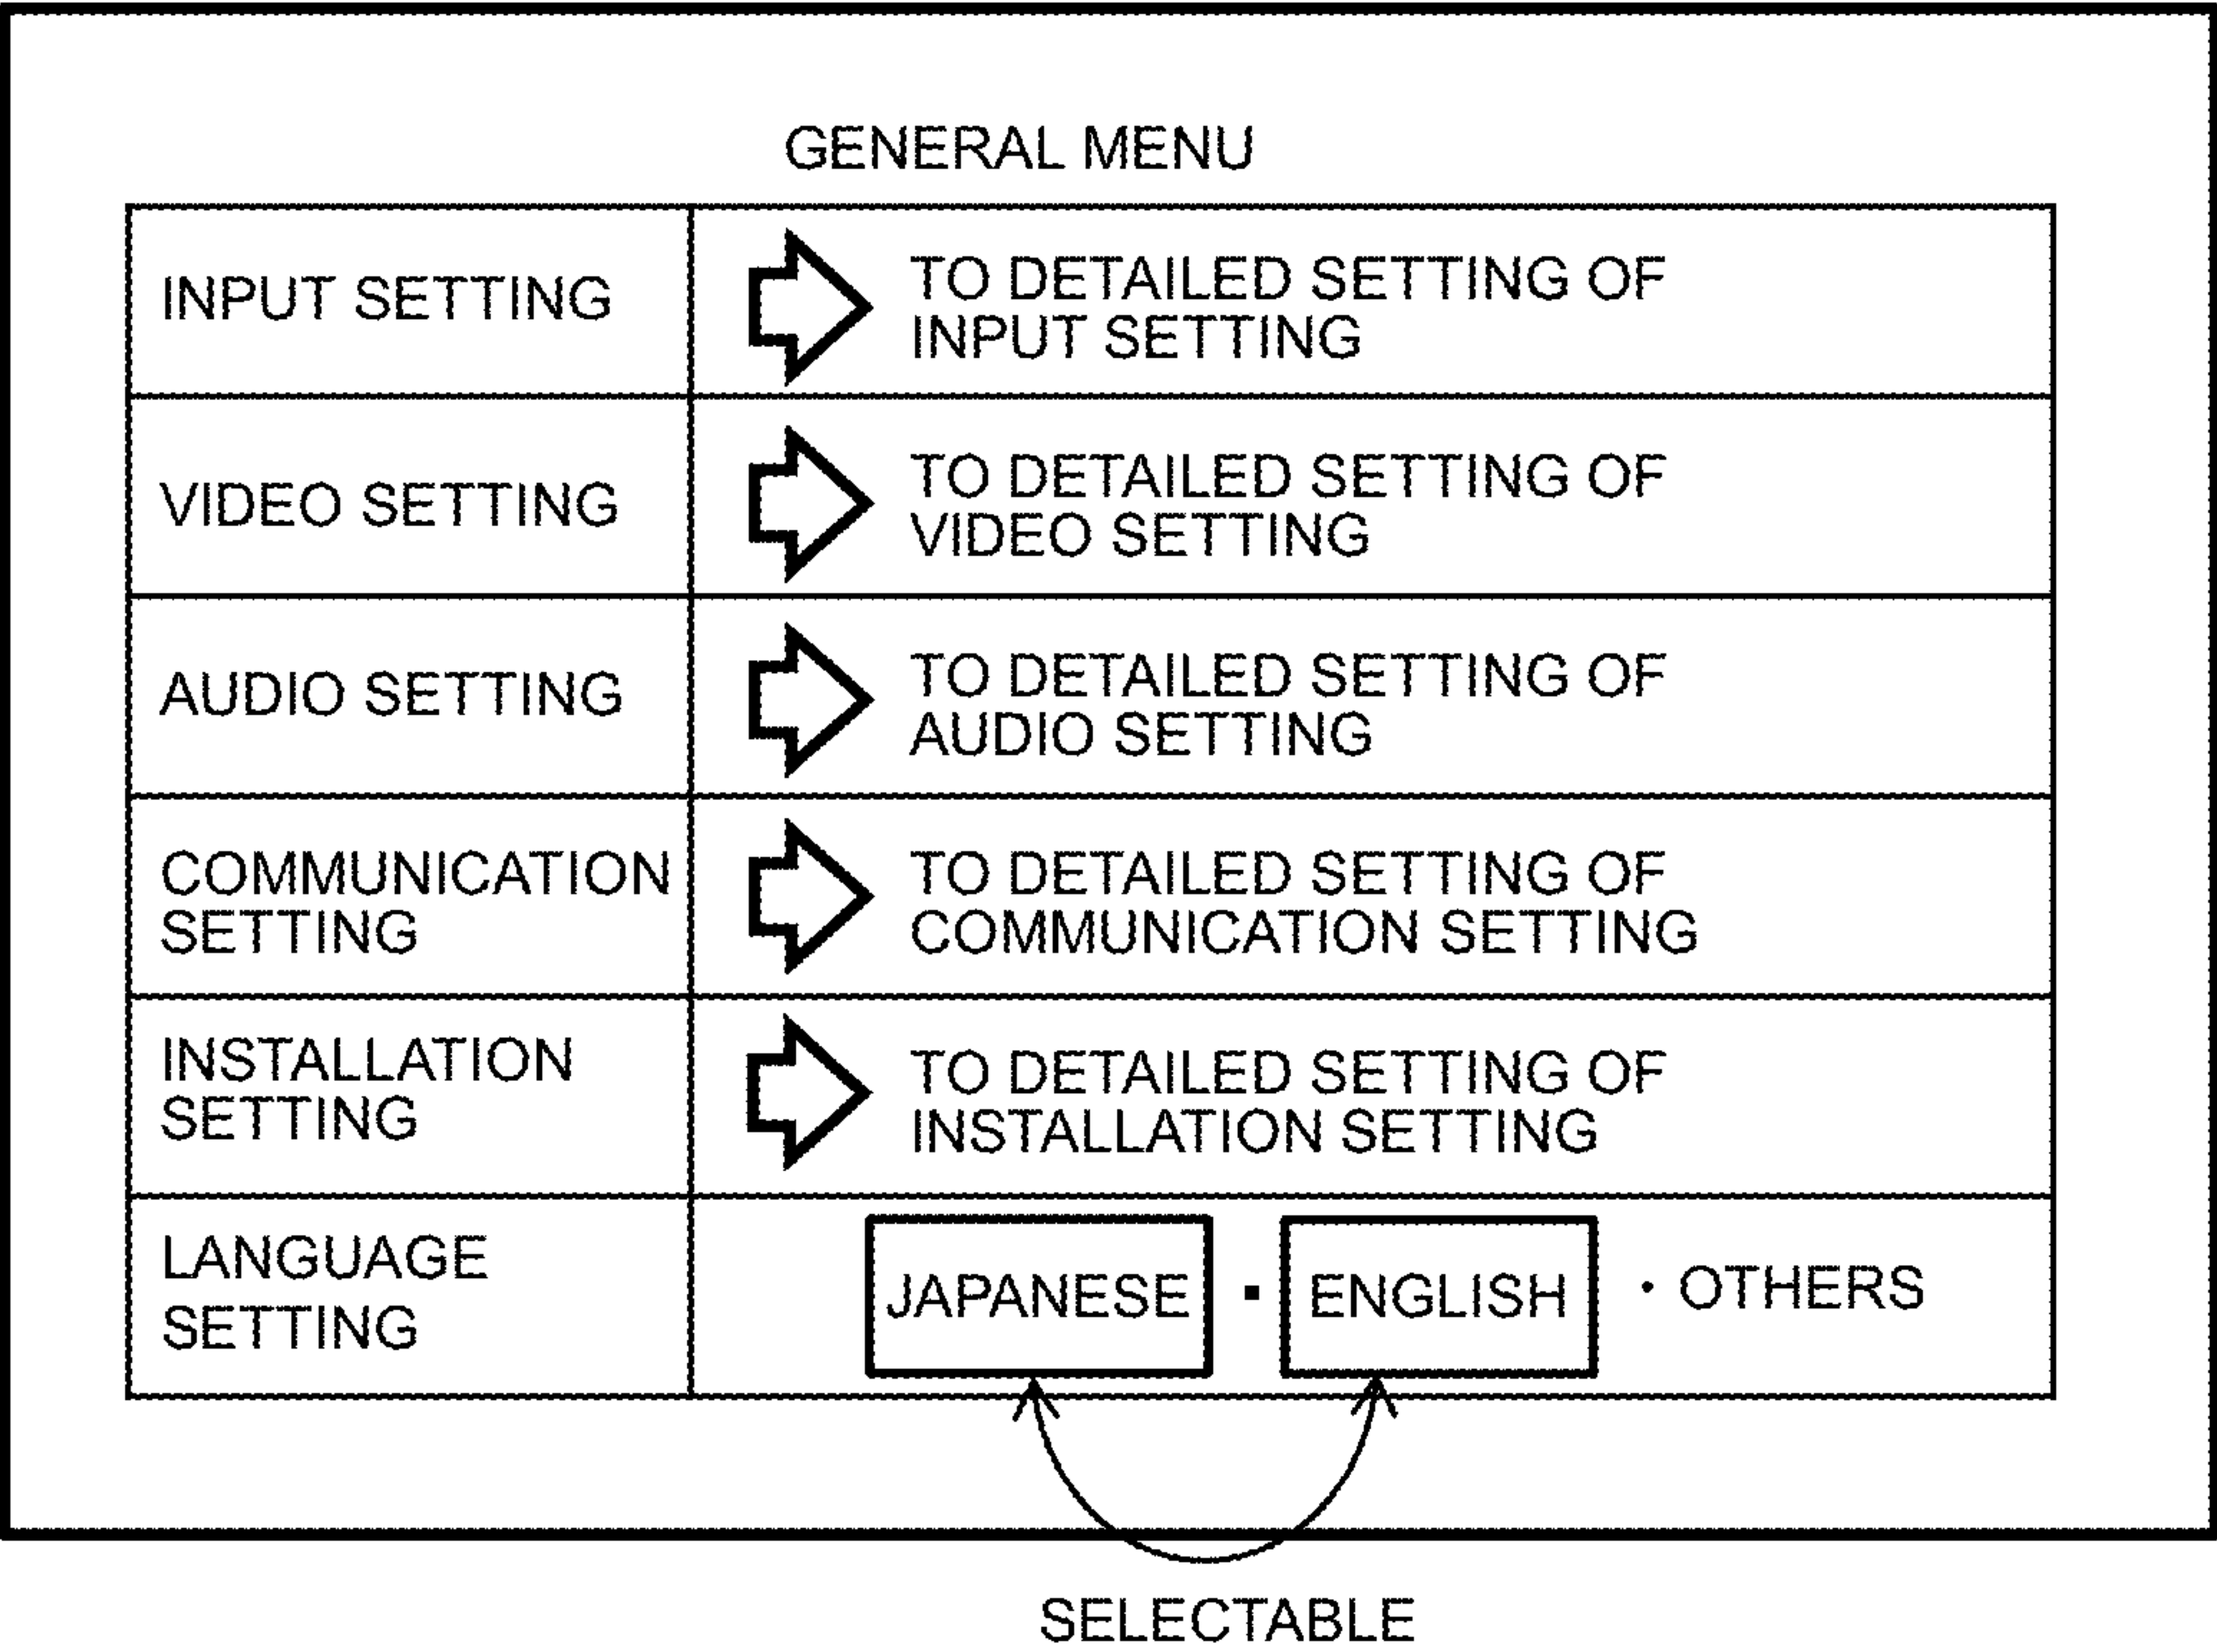 GENERAL MENU
INPUT SETTING
TO DETAILED SETTING OF
INPUT SETTING
VIDEO SETTING
TO DETAILED SETTING OF
VIDEO SETTING
AUDIO SETTING
TO DETAILED SETTING OF
AUDIO SETTING
COMMUNICATION
SETTING
TO DETAILED SETTING OF
COMMUNICATION SETTING
INSTALLATION
SETTING
TO DETAILED SETTING OF
INSTALLATION SETTING
LANGUAGE
SETTING
JAPANESE ・ ENGLISH ・ OTHERS
SELECTABLE